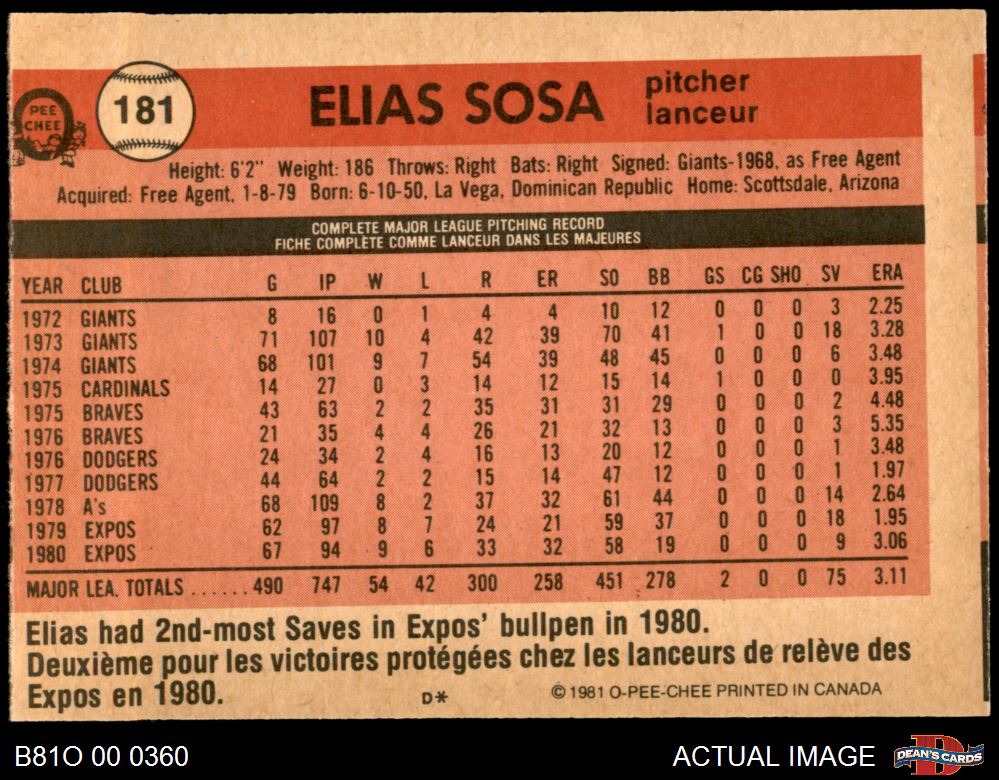 PEE
CHEE
181
ELIAS SOSA
pitcher
lanceur
Height: 6'2" Weight: 186 Throws: Right Bats: Right Signed: Giants-1968, as Free Agent
Acquired: Free Agent, 1-8-79 Born: 6-10-50, La Vega, Dominican Republic Home: Scottsdale, Arizona
COMPLETE MAJOR LEAGUE PITCHING RECORD
FICHE COMPLÈTE COMME LANCEUR DANS LES MAJEURES
YEAR CLUB G IP W L R ER SO BB GS CG SHO SV ERA
1972 GIANTS 8 16 0 1 4 4 10 12 0 0 0 3 2.25
1973 GIANTS 71 107 10 4 42 39 70 41 1 0 0 18 3.28
1974 GIANTS 68 101 9 7 54 39 48 45 0 0 0 6 3.48
1975 CARDINALS 14 27 0 3 14 12 15 14 1 0 0 0 3.95
1975 BRAVES 43 63 2 2 35 31 31 29 0 0 0 2 4.48
1976 BRAVES 21 35 4 4 26 21 32 13 0 0 0 3 5.35
1976 DODGERS 24 34 2 4 16 13 20 12 0 0 0 1 3.48
1977 DODGERS 44 64 2 2 15 14 47 12 0 0 0 1 1.97
1978 A's 68 109 8 2 37 32 61 44 0 0 0 14 2.64
1979 EXPOS 62 97 8 7 24 21 59 37 0 0 0 18 1.95
1980 EXPOS 67 94 9 6 33 32 58 19 0 0 0 9 3.06
MAJOR LEA. TOTALS ......490 747 54 42 300 258 451 278 2 0 0 75 3.11
Elias had 2nd-most Saves in Expos' bullpen in 1980.
Deuxième pour les victoires protégées chez les lanceurs de relève des
Expos en 1980.
D* © 1981 O-PEE-CHEE PRINTED IN CANADA
B81O 00 0360
ACTUAL IMAGE
DEAN'S CARDS